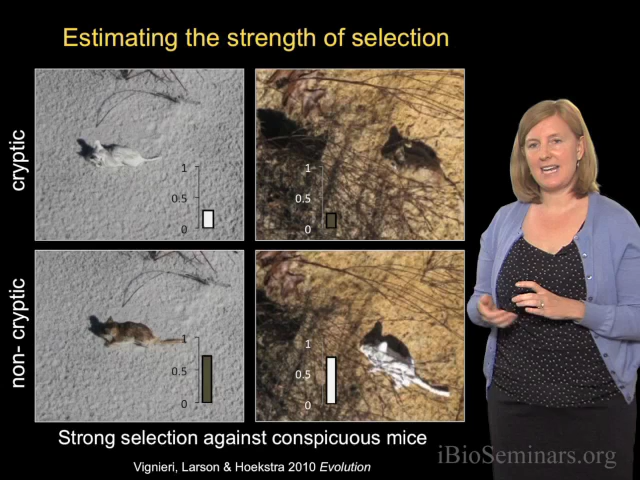 Estimating the strength of selection
cryptic
1
0.5
0
1
0.5
0
non- cryptic
1
0.5
0
1
0.5
0
Strong selection against conspicuous mice
Vignieri, Larson & Hoekstra 2010 Evolution
iBioSeminars.org